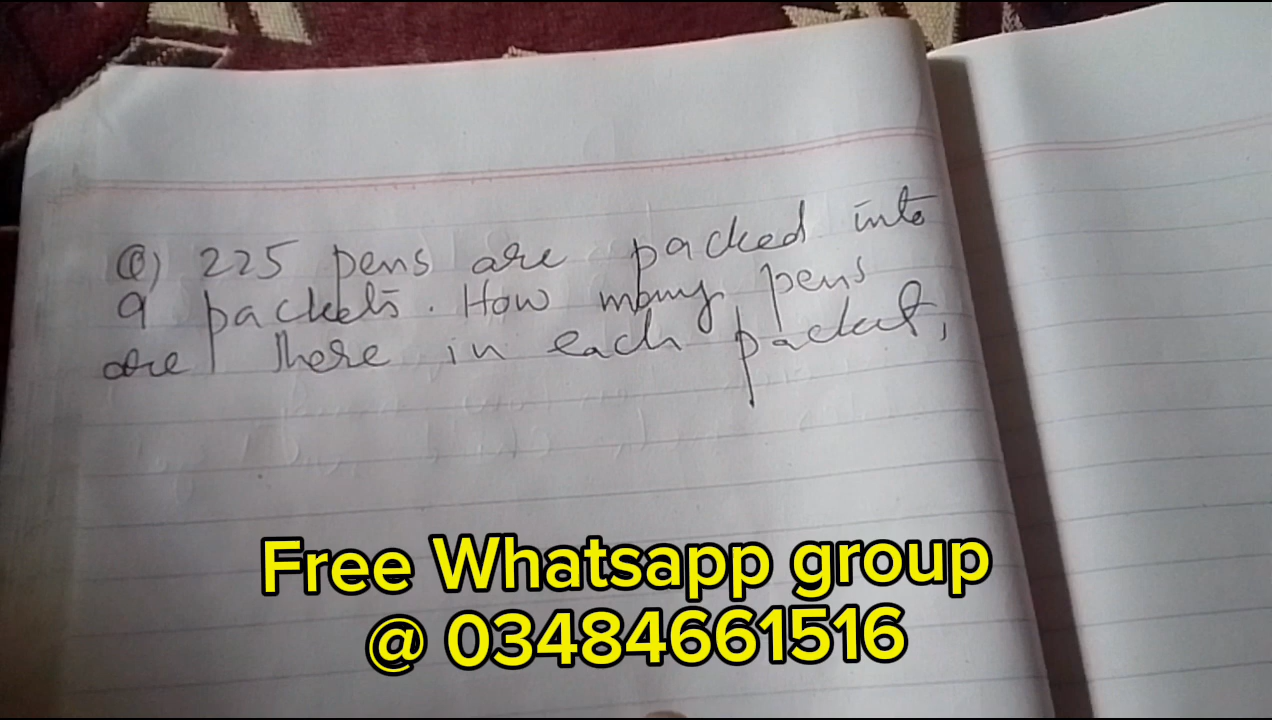 Q) 225 pens are packed into
9 packets. How many pens
are there in each packet,
Free Whatsapp group
@ 03484661516